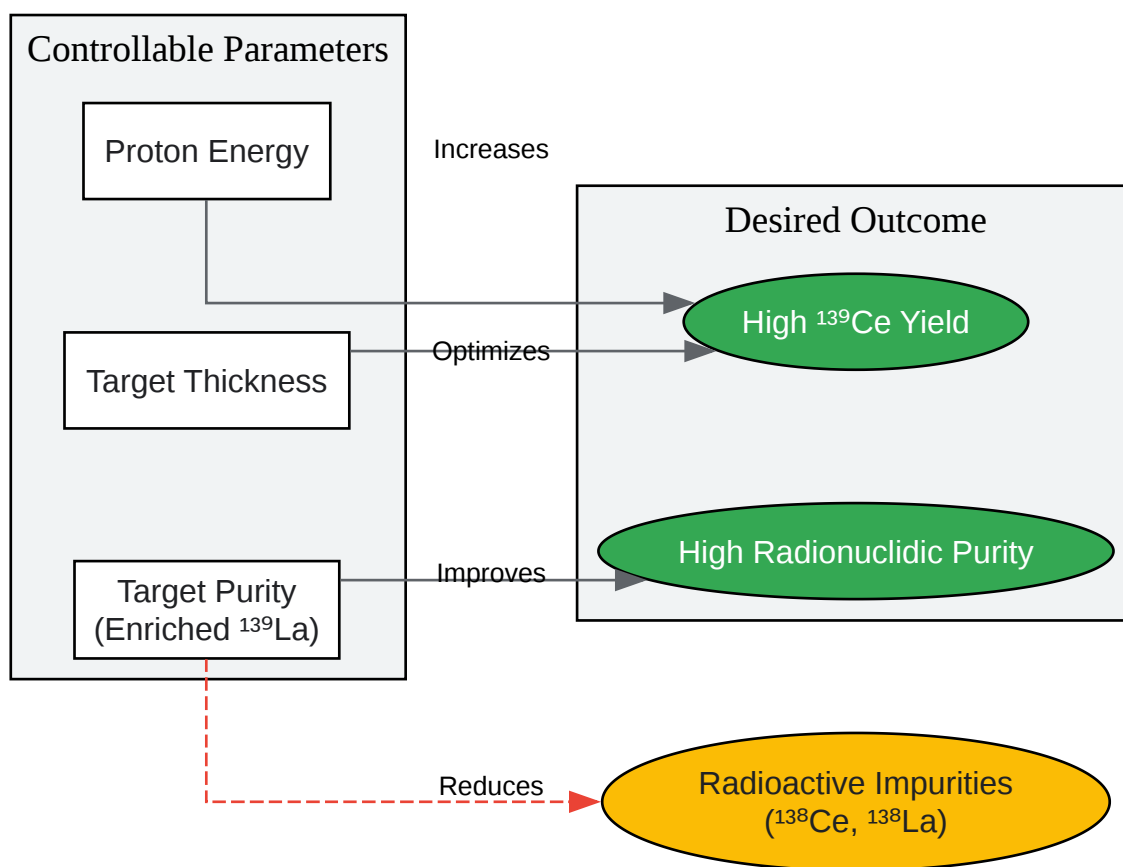 Controllable Parameters
Proton Energy
Increases
Desired Outcome
High ¹³⁹Ce Yield
Target Thickness
Optimizes
High Radionuclidic Purity
Target Purity
(Enriched ¹³⁹La)
Improves
Reduces
Radioactive Impurities
(¹³⁸Ce, ¹³⁸La)